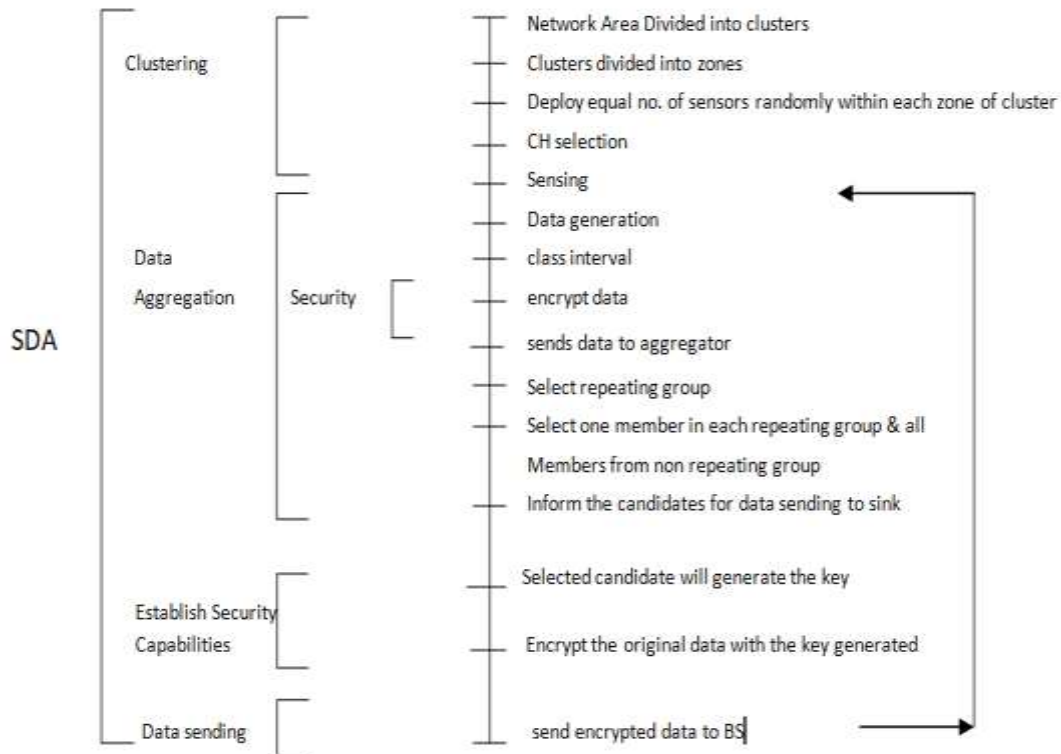 Network Area Divided into clusters
Clustering
Clusters divided into zones
Deploy equal no. of sensors randomly within each zone of cluster
CH selection
Sensing
Data generation
Data
class interval
Aggregation
Security
encrypt data
SDA
sends data to aggregator
Select repeating group
Select one member in each repeating group & all
Members from non repeating group
Inform the candidates for data sending to sink
Selected candidate will generate the key
Establish Security
Capabilities
Encrypt the original data with the key generated
Data sending
send encrypted data to BS